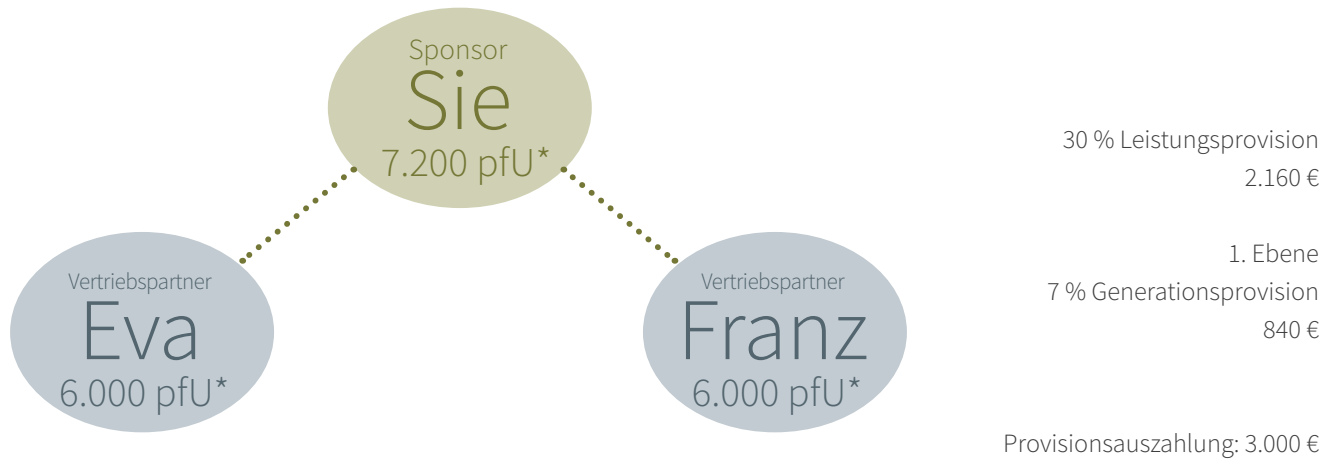 Sponsor
Sie
7.200 pfU*
Vertriebspartner
Eva
6.000 pfU*
Vertriebspartner
Franz
6.000 pfU*
30 % Leistungsprovision
2.160 €
1. Ebene
7 % Generationsprovision
840 €
Provisionsauszahlung: 3.000 €